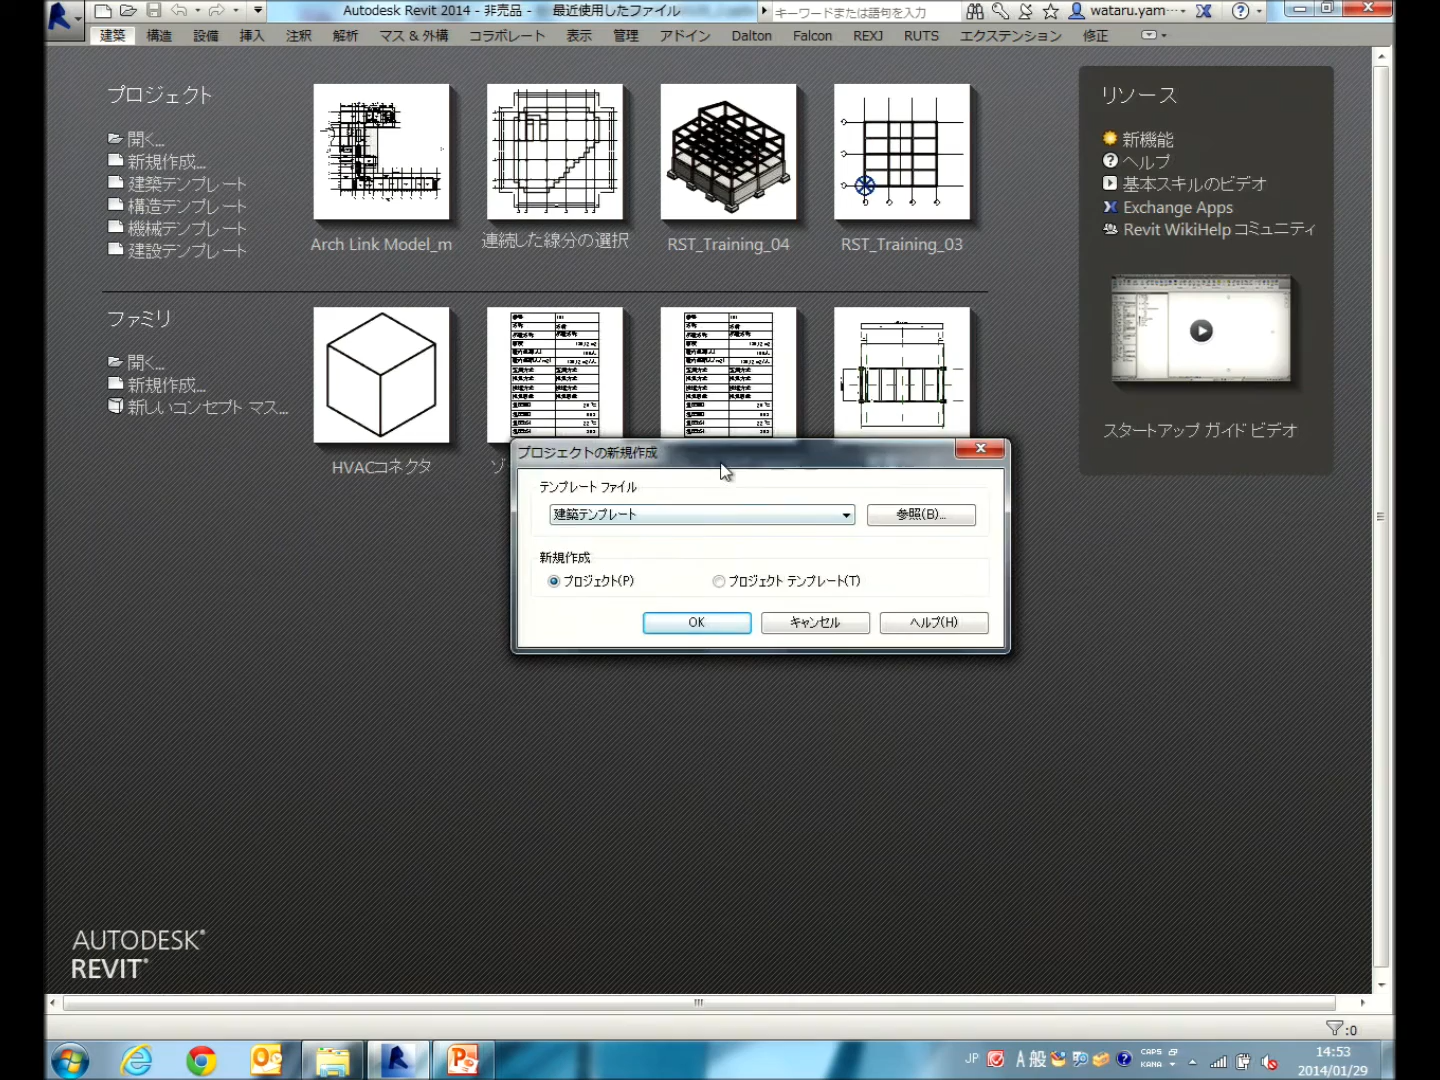 Autodesk Revit 2014 - 非売品 - 最近使用したファイル
キーワードまたは語句を入力
wataru.yam...
建築 構造 設備 挿入 注釈 解析 マス & 外構 コラボレート 表示 管理 アドイン Dalton Falcon REXJ RUTS エクステンション 修正
プロジェクト
開く...
新規作成...
建築テンプレート
構造テンプレート
機械テンプレート
建設テンプレート
Arch Link Model_m
連続した線分の選択
RST_Training_04
RST_Training_03
ファミリ
開く...
新規作成...
新しいコンセプト マス...
HVACコネクタ
リソース
新機能
ヘルプ
基本スキルのビデオ
Exchange Apps
Revit WikiHelp コミュニティ
スタートアップ ガイド ビデオ
プロジェクトの新規作成
テンプレート ファイル
建築テンプレート
参照(B)...
新規作成
プロジェクト(P)
プロジェクト テンプレート(T)
OK
キャンセル
ヘルプ(H)
AUTODESK®
REVIT®
:0
JP
A 般
CAPS
KANA
14:53
2014/01/29